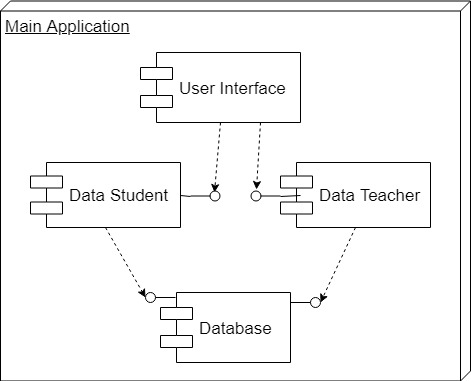 Main Application
User Interface
Data Student
Data Teacher
Database